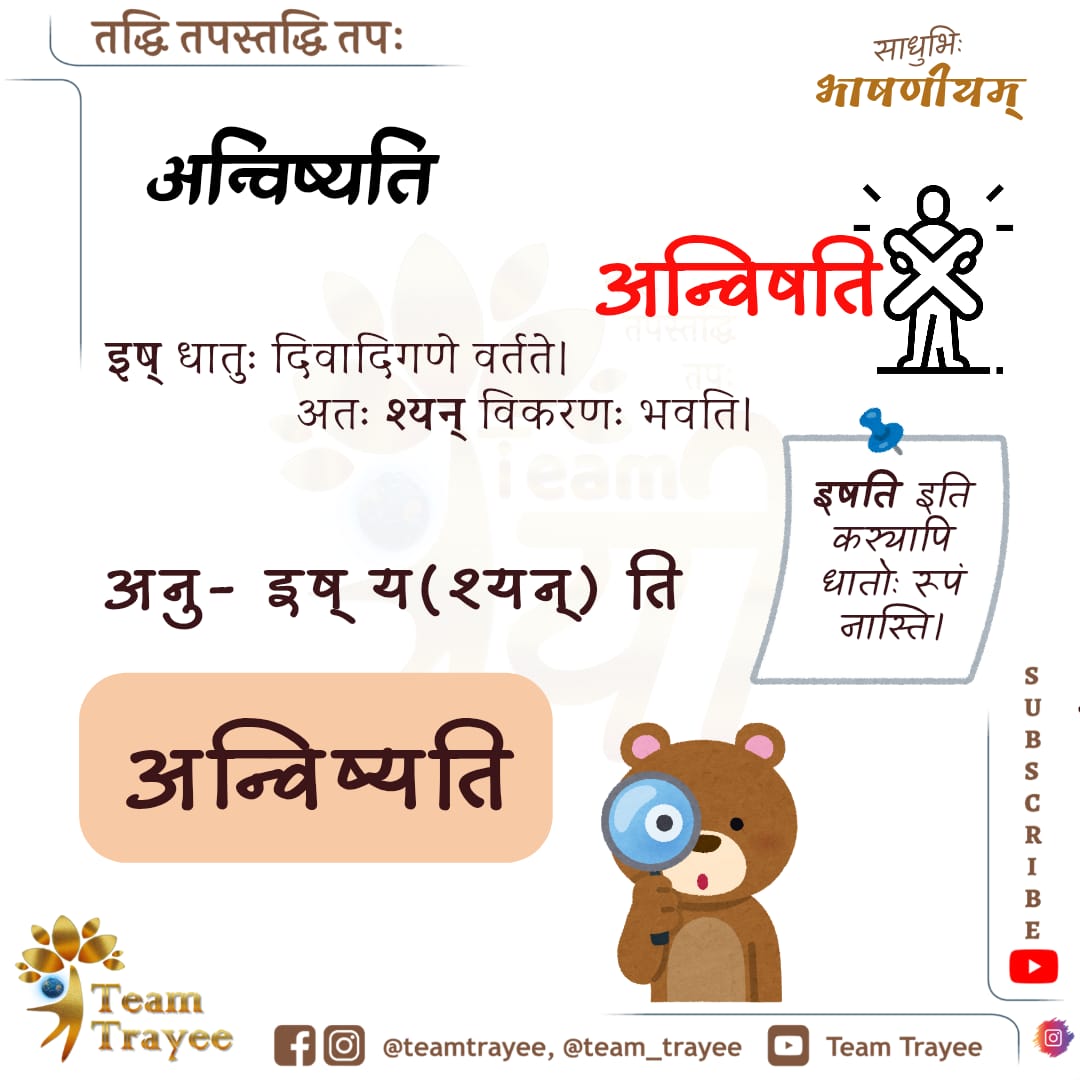 तद्धि तपस्तद्धि तपः
साधुभिः
भाषणीयम्
अन्विष्यति
अन्विषति
इष् धातुः दिवादिगणे वर्तते।
अतः श्यन् विकरणः भवति।
इषति इति
कस्यापि
धातोः रूपं
नास्ति।
अनु- इष् य(श्यन्) ति
अन्विष्यति
SUBSCRIBE
Team
Trayee
@teamtrayee, @team_trayee
Team Trayee